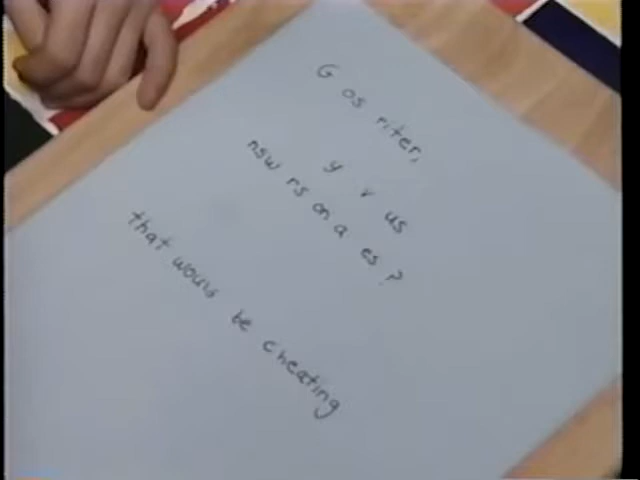 G os riter,
y r us
nsw rs on a es?
that would be cheating